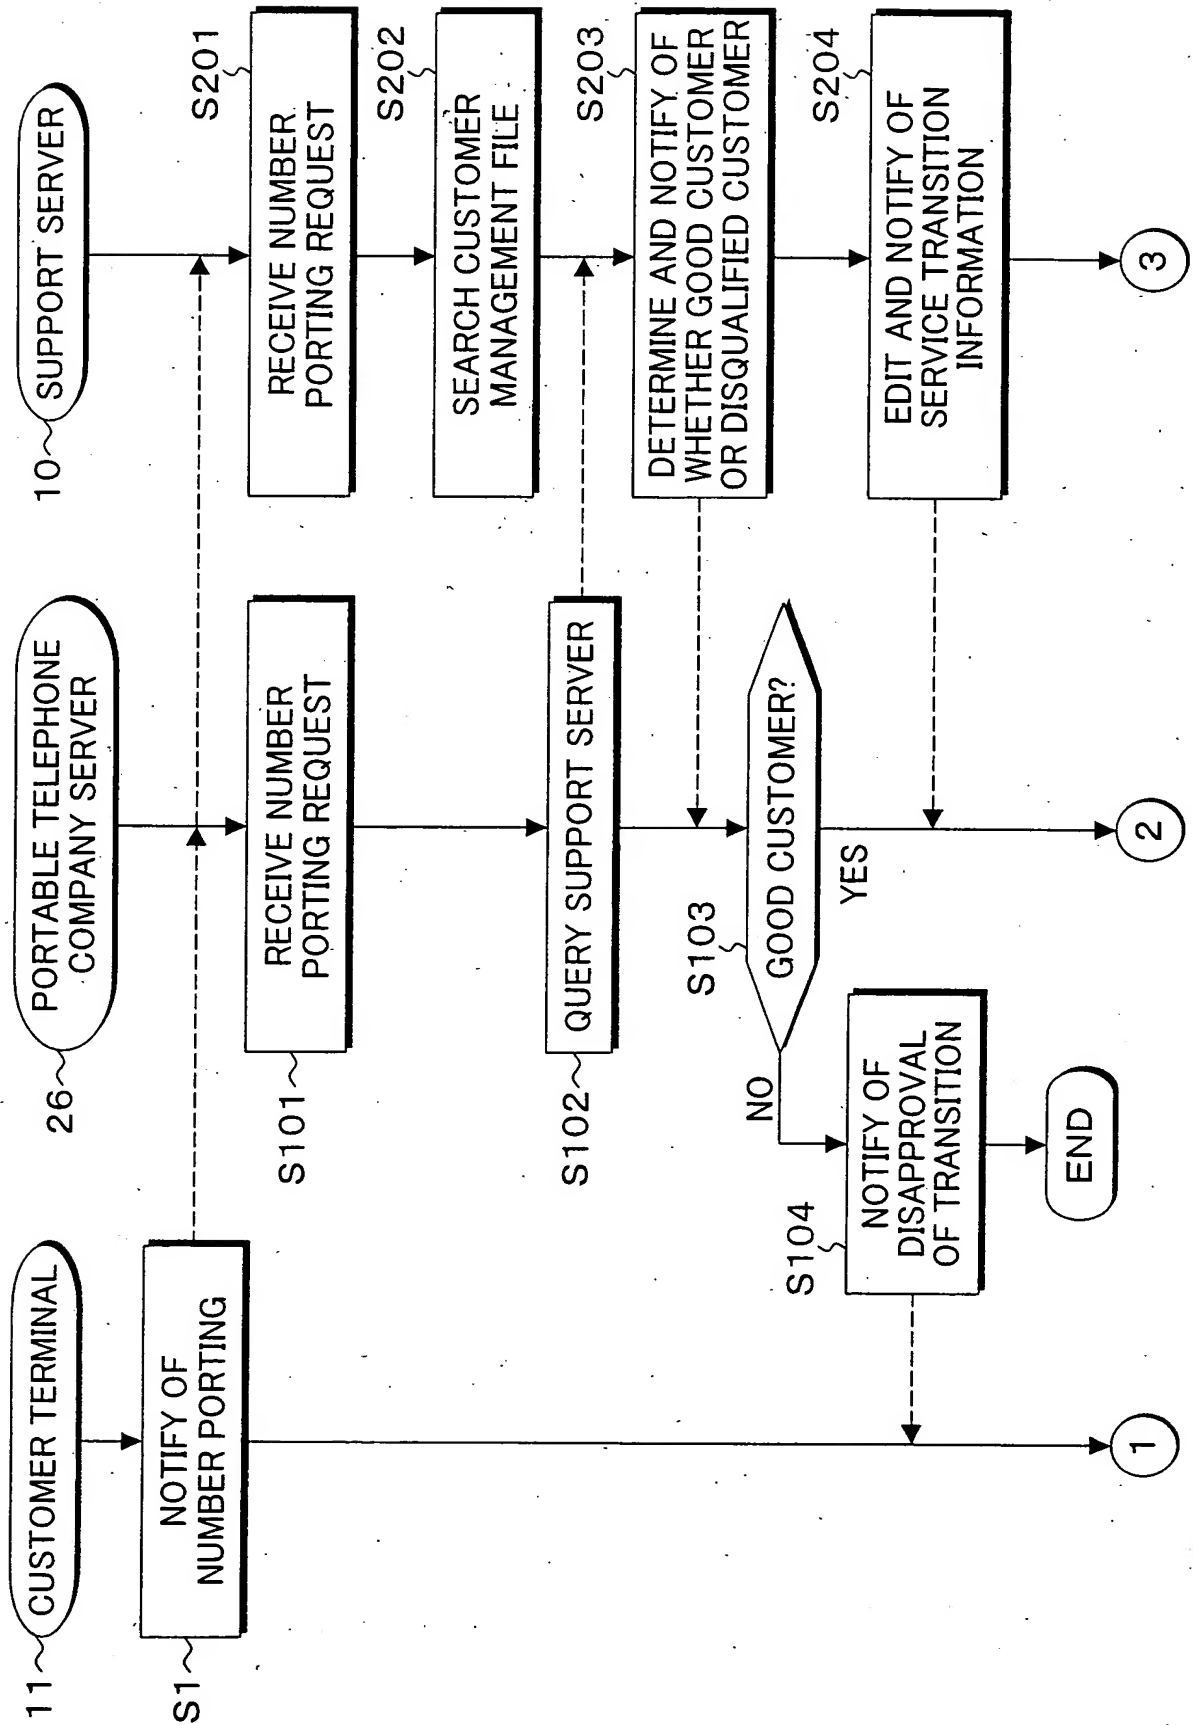 11
CUSTOMER TERMINAL
S1
NOTIFY OF
NUMBER PORTING
1
26
PORTABLE TELEPHONE
COMPANY SERVER
S101
RECEIVE NUMBER
PORTING REQUEST
S102
QUERY SUPPORT SERVER
S103
GOOD CUSTOMER?
NO
YES
S104
NOTIFY OF
DISAPPROVAL
OF TRANSITION
END
2
10
SUPPORT SERVER
S201
RECEIVE NUMBER
PORTING REQUEST
S202
SEARCH CUSTOMER
MANAGEMENT FILE
S203
DETERMINE AND NOTIFY OF
WHETHER GOOD CUSTOMER
OR DISQUALIFIED CUSTOMER
S204
EDIT AND NOTIFY OF
SERVICE TRANSITION
INFORMATION
3